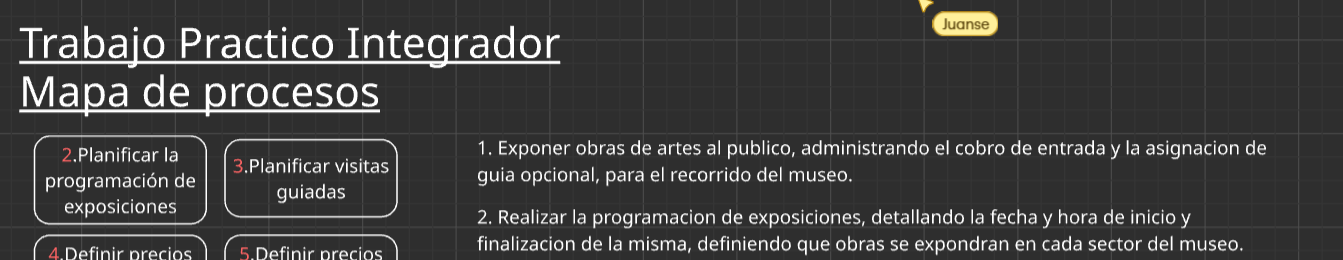 Juanse
Trabajo Practico Integrador
Mapa de procesos
2.Planificar la
programación de
exposiciones
3.Planificar visitas
guiadas
4.Definir precios
5.Definir precios
1. Exponer obras de artes al publico, administrando el cobro de entrada y la asignacion de
guia opcional, para el recorrido del museo.
2. Realizar la programacion de exposiciones, detallando la fecha y hora de inicio y
finalizacion de la misma, definiendo que obras se expondran en cada sector del museo.